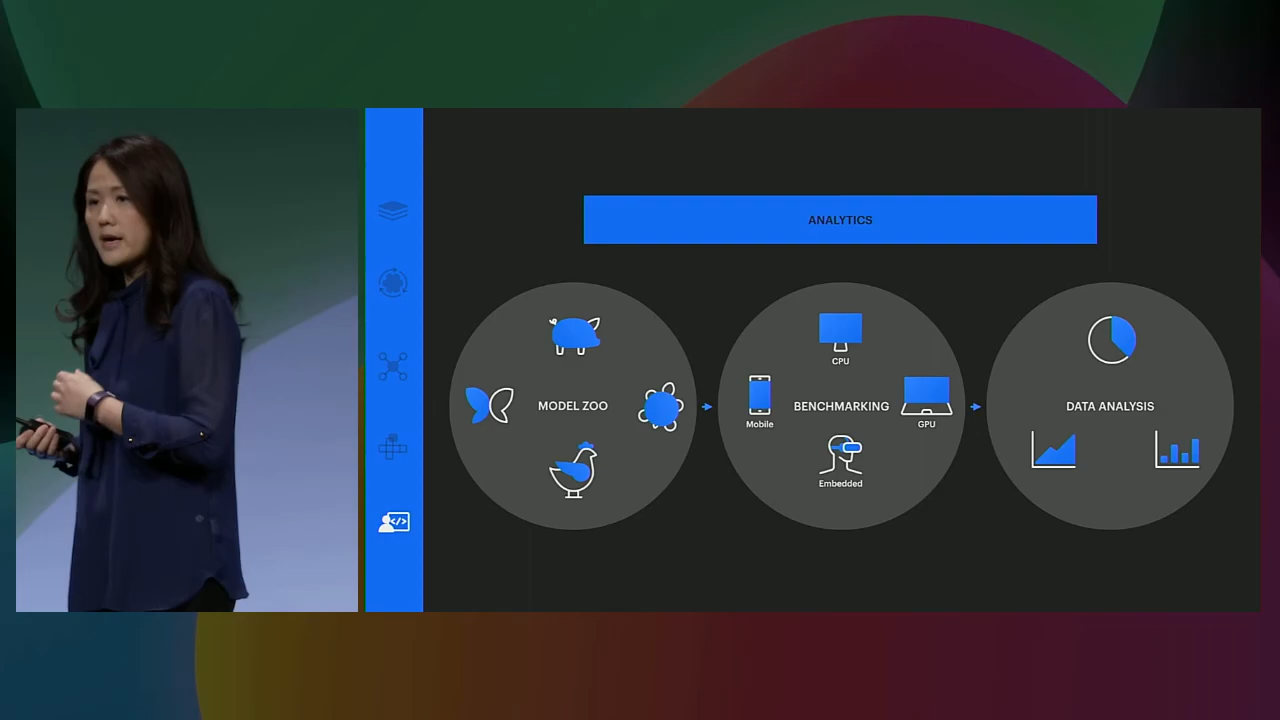 ANALYTICS
MODEL ZOO
CPU
Mobile
BENCHMARKING
GPU
Embedded
DATA ANALYSIS